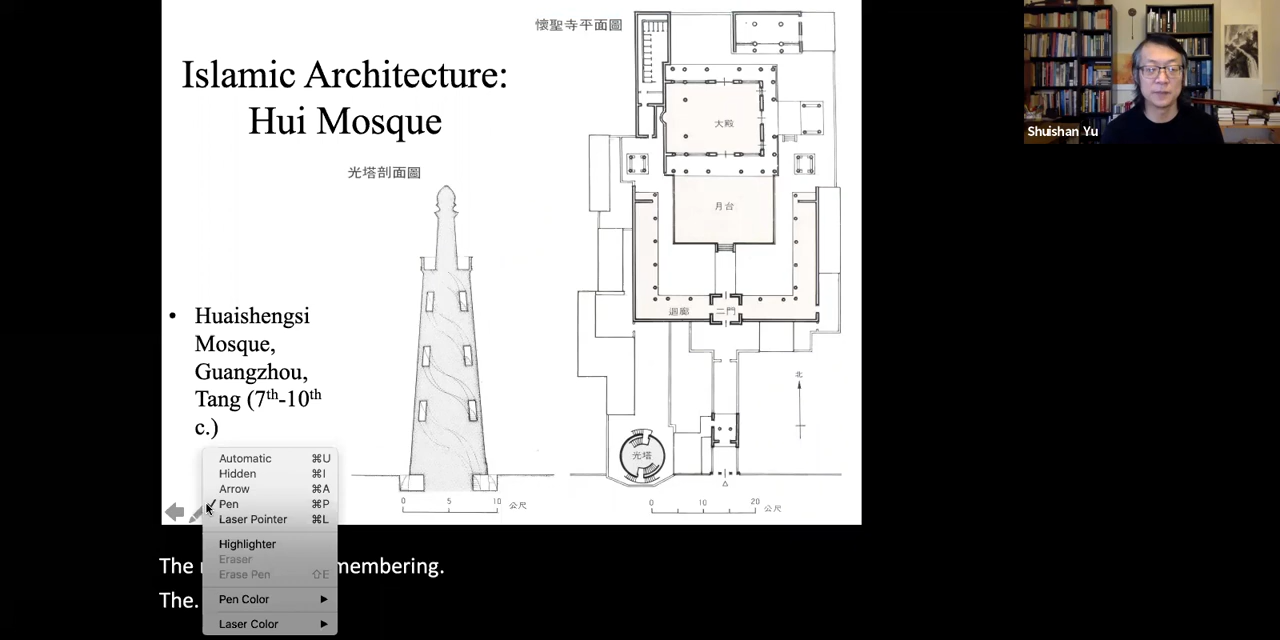 Islamic Architecture:
Hui Mosque
光塔剖面圖
懷聖寺平面圖
大殿
月台
迴廊
二門
北
光塔
• Huaishengsi
Mosque,
Guangzhou,
Tang (7th-10th
c.)
0 5 10 公尺
0 10 20 公尺
Automatic ⌘U
Hidden ⌘I
Arrow ⌘A
✓ Pen ⌘P
Laser Pointer ⌘L
Highlighter
Eraser
Erase Pen ⇧E
Pen Color
Laser Color
The membering.
The.
Shuishan Yu